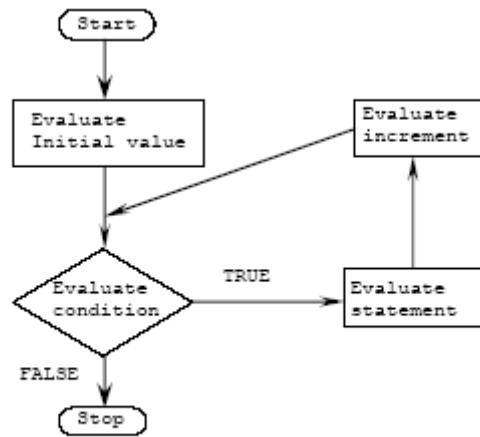 Start
Evaluate
Initial value
Evaluate
increment
Evaluate
condition
TRUE
Evaluate
statement
FALSE
Stop